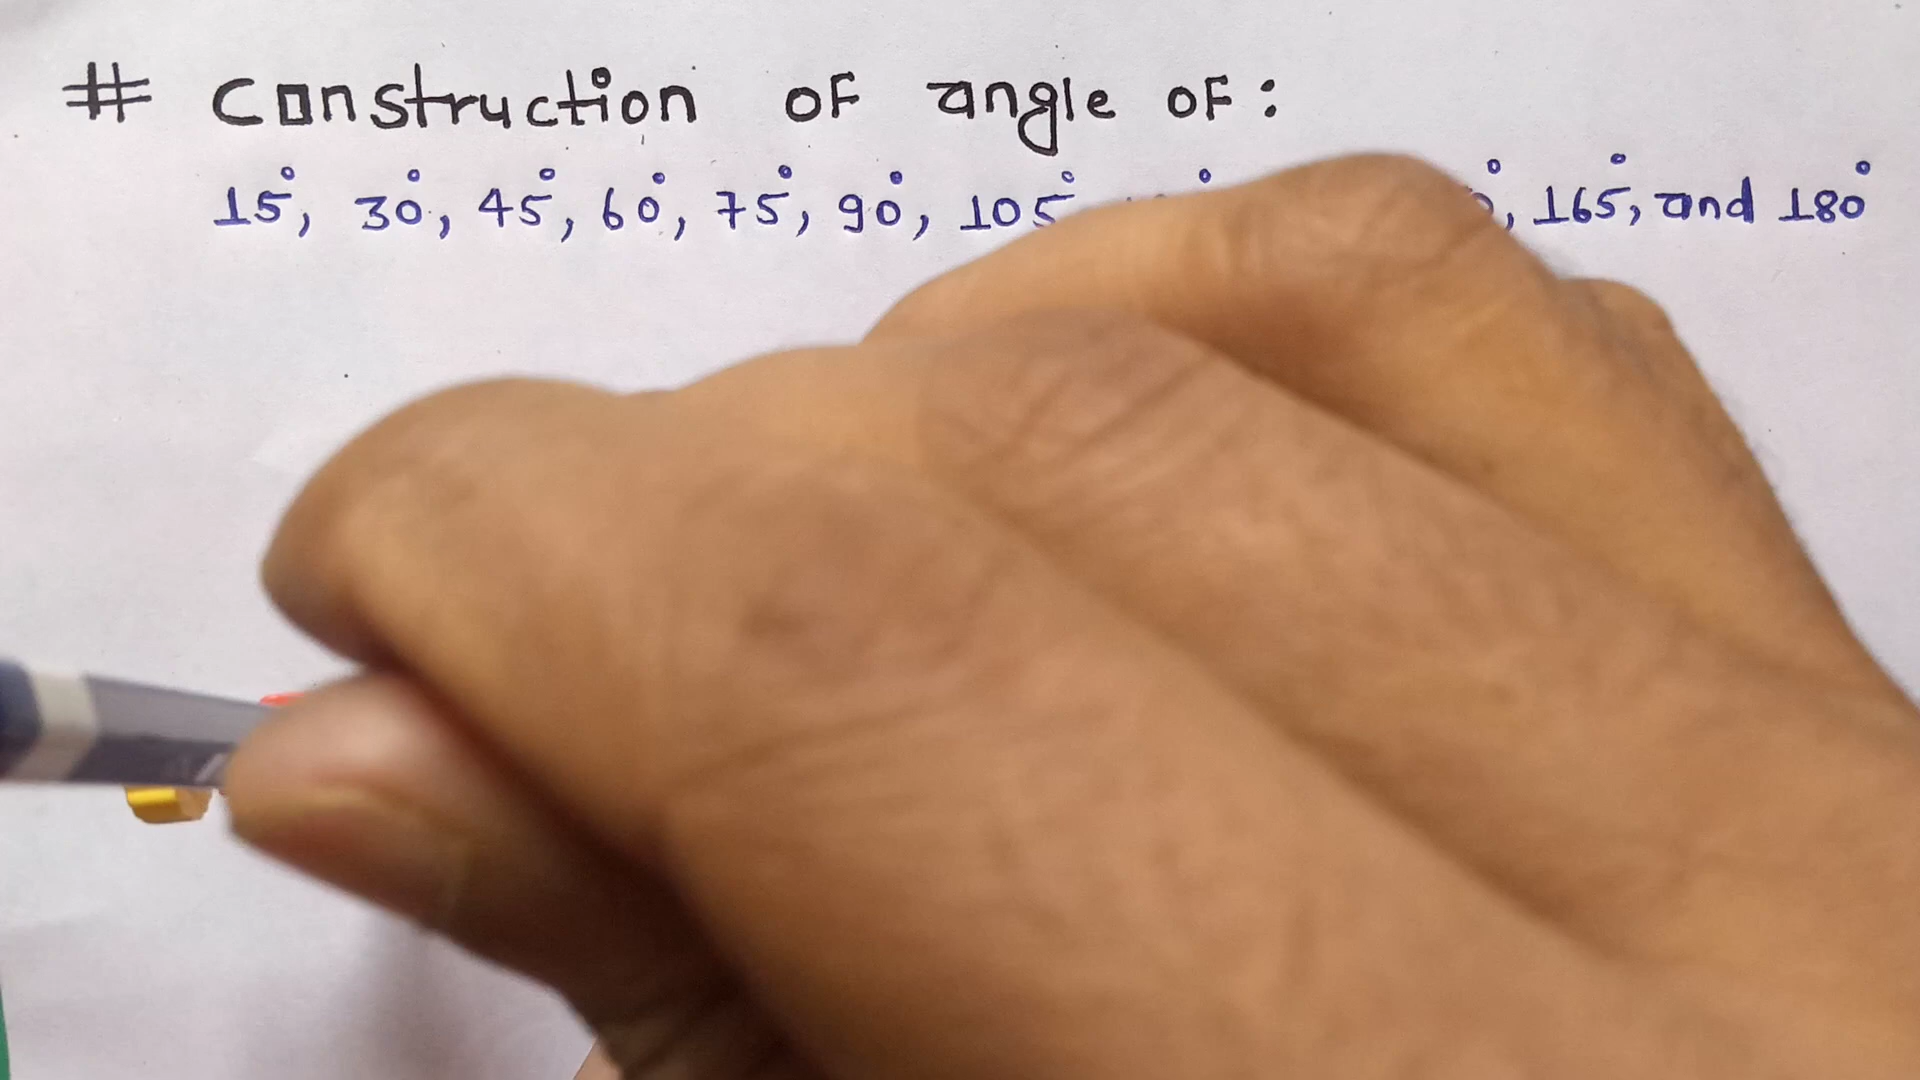 # construction of angle of:
15°, 30°, 45°, 60°, 75°, 90°, 105° , 165°, and 180°